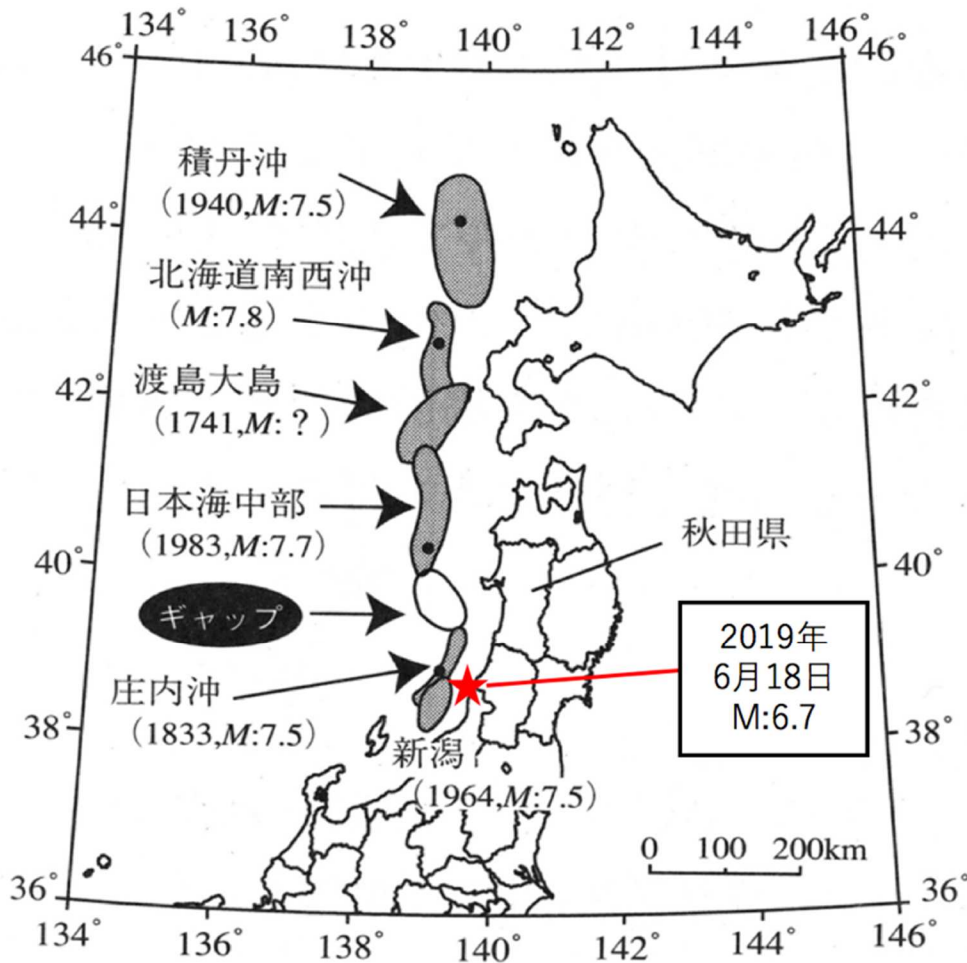 134° 136° 138° 140° 142° 144° 146°
46° 46°
積丹沖
(1940,M:7.5)
44° 44°
北海道南西沖
(M:7.8)
渡島大島
(1741,M:?)
42° 42°
日本海中部
(1983,M:7.7)
秋田県
40° 40°
ギャップ
2019年
6月18日
M:6.7
庄内沖
(1833,M:7.5)
38° 38°
新潟
(1964,M:7.5)
0 100 200km
36° 36°
134° 136° 138° 140° 142° 144° 146°